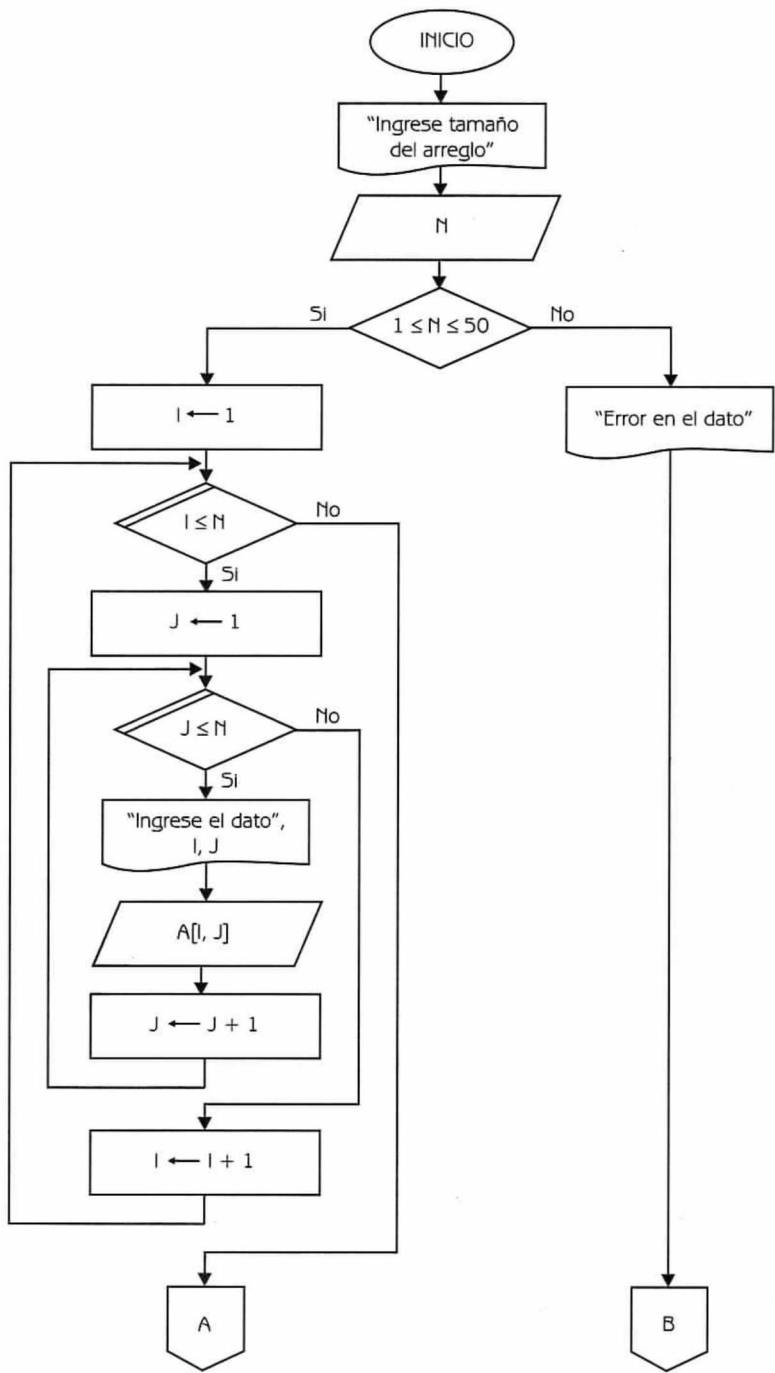 INICIO
“Ingrese tamaño
del arreglo”
N
1 ≤ N ≤ 50
Si
No
I ← 1
“Error en el dato”
I ≤ N
No
Si
J ← 1
J ≤ N
No
Si
“Ingrese el dato”,
I, J
A[I, J]
J ← J + 1
I ← I + 1
A
B